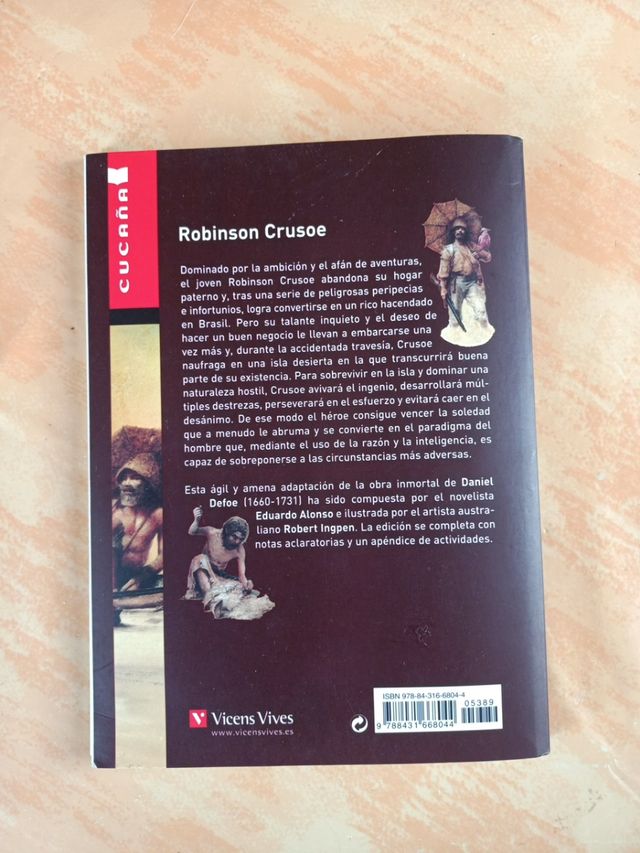 CUCAÑA
Robinson Crusoe
Dominado por la ambición y el afán de aventuras,
el joven Robinson Crusoe abandona su hogar
paterno y, tras una serie de peligrosas peripecias
e infortunios, logra convertirse en un rico hacendado
en Brasil. Pero su talante inquieto y el deseo de
hacer un buen negocio le llevan a embarcarse una
vez más y, durante la accidentada travesía, Crusoe
naufraga en una isla desierta en la que transcurrirá buena
parte de su existencia. Para sobrevivir en la isla y dominar una
naturaleza hostil, Crusoe avivará el ingenio, desarrollará múl-
tiples destrezas, perseverará en el esfuerzo y evitará caer en el
desánimo. De ese modo el héroe consigue vencer la soledad
que a menudo le abruma y se convierte en el paradigma del
hombre que, mediante el uso de la razón y la inteligencia, es
capaz de sobreponerse a las circunstancias más adversas.
Esta ágil y amena adaptación de la obra inmortal de Daniel
Defoe (1660-1731) ha sido compuesta por el novelista
Eduardo Alonso e ilustrada por el artista austra-
liano Robert Ingpen. La edición se completa con
notas aclaratorias y un apéndice de actividades.
V Vicens Vives
www.vicensvives.es
ISBN 978-84-316-6804-4
05389
9 788431 668044